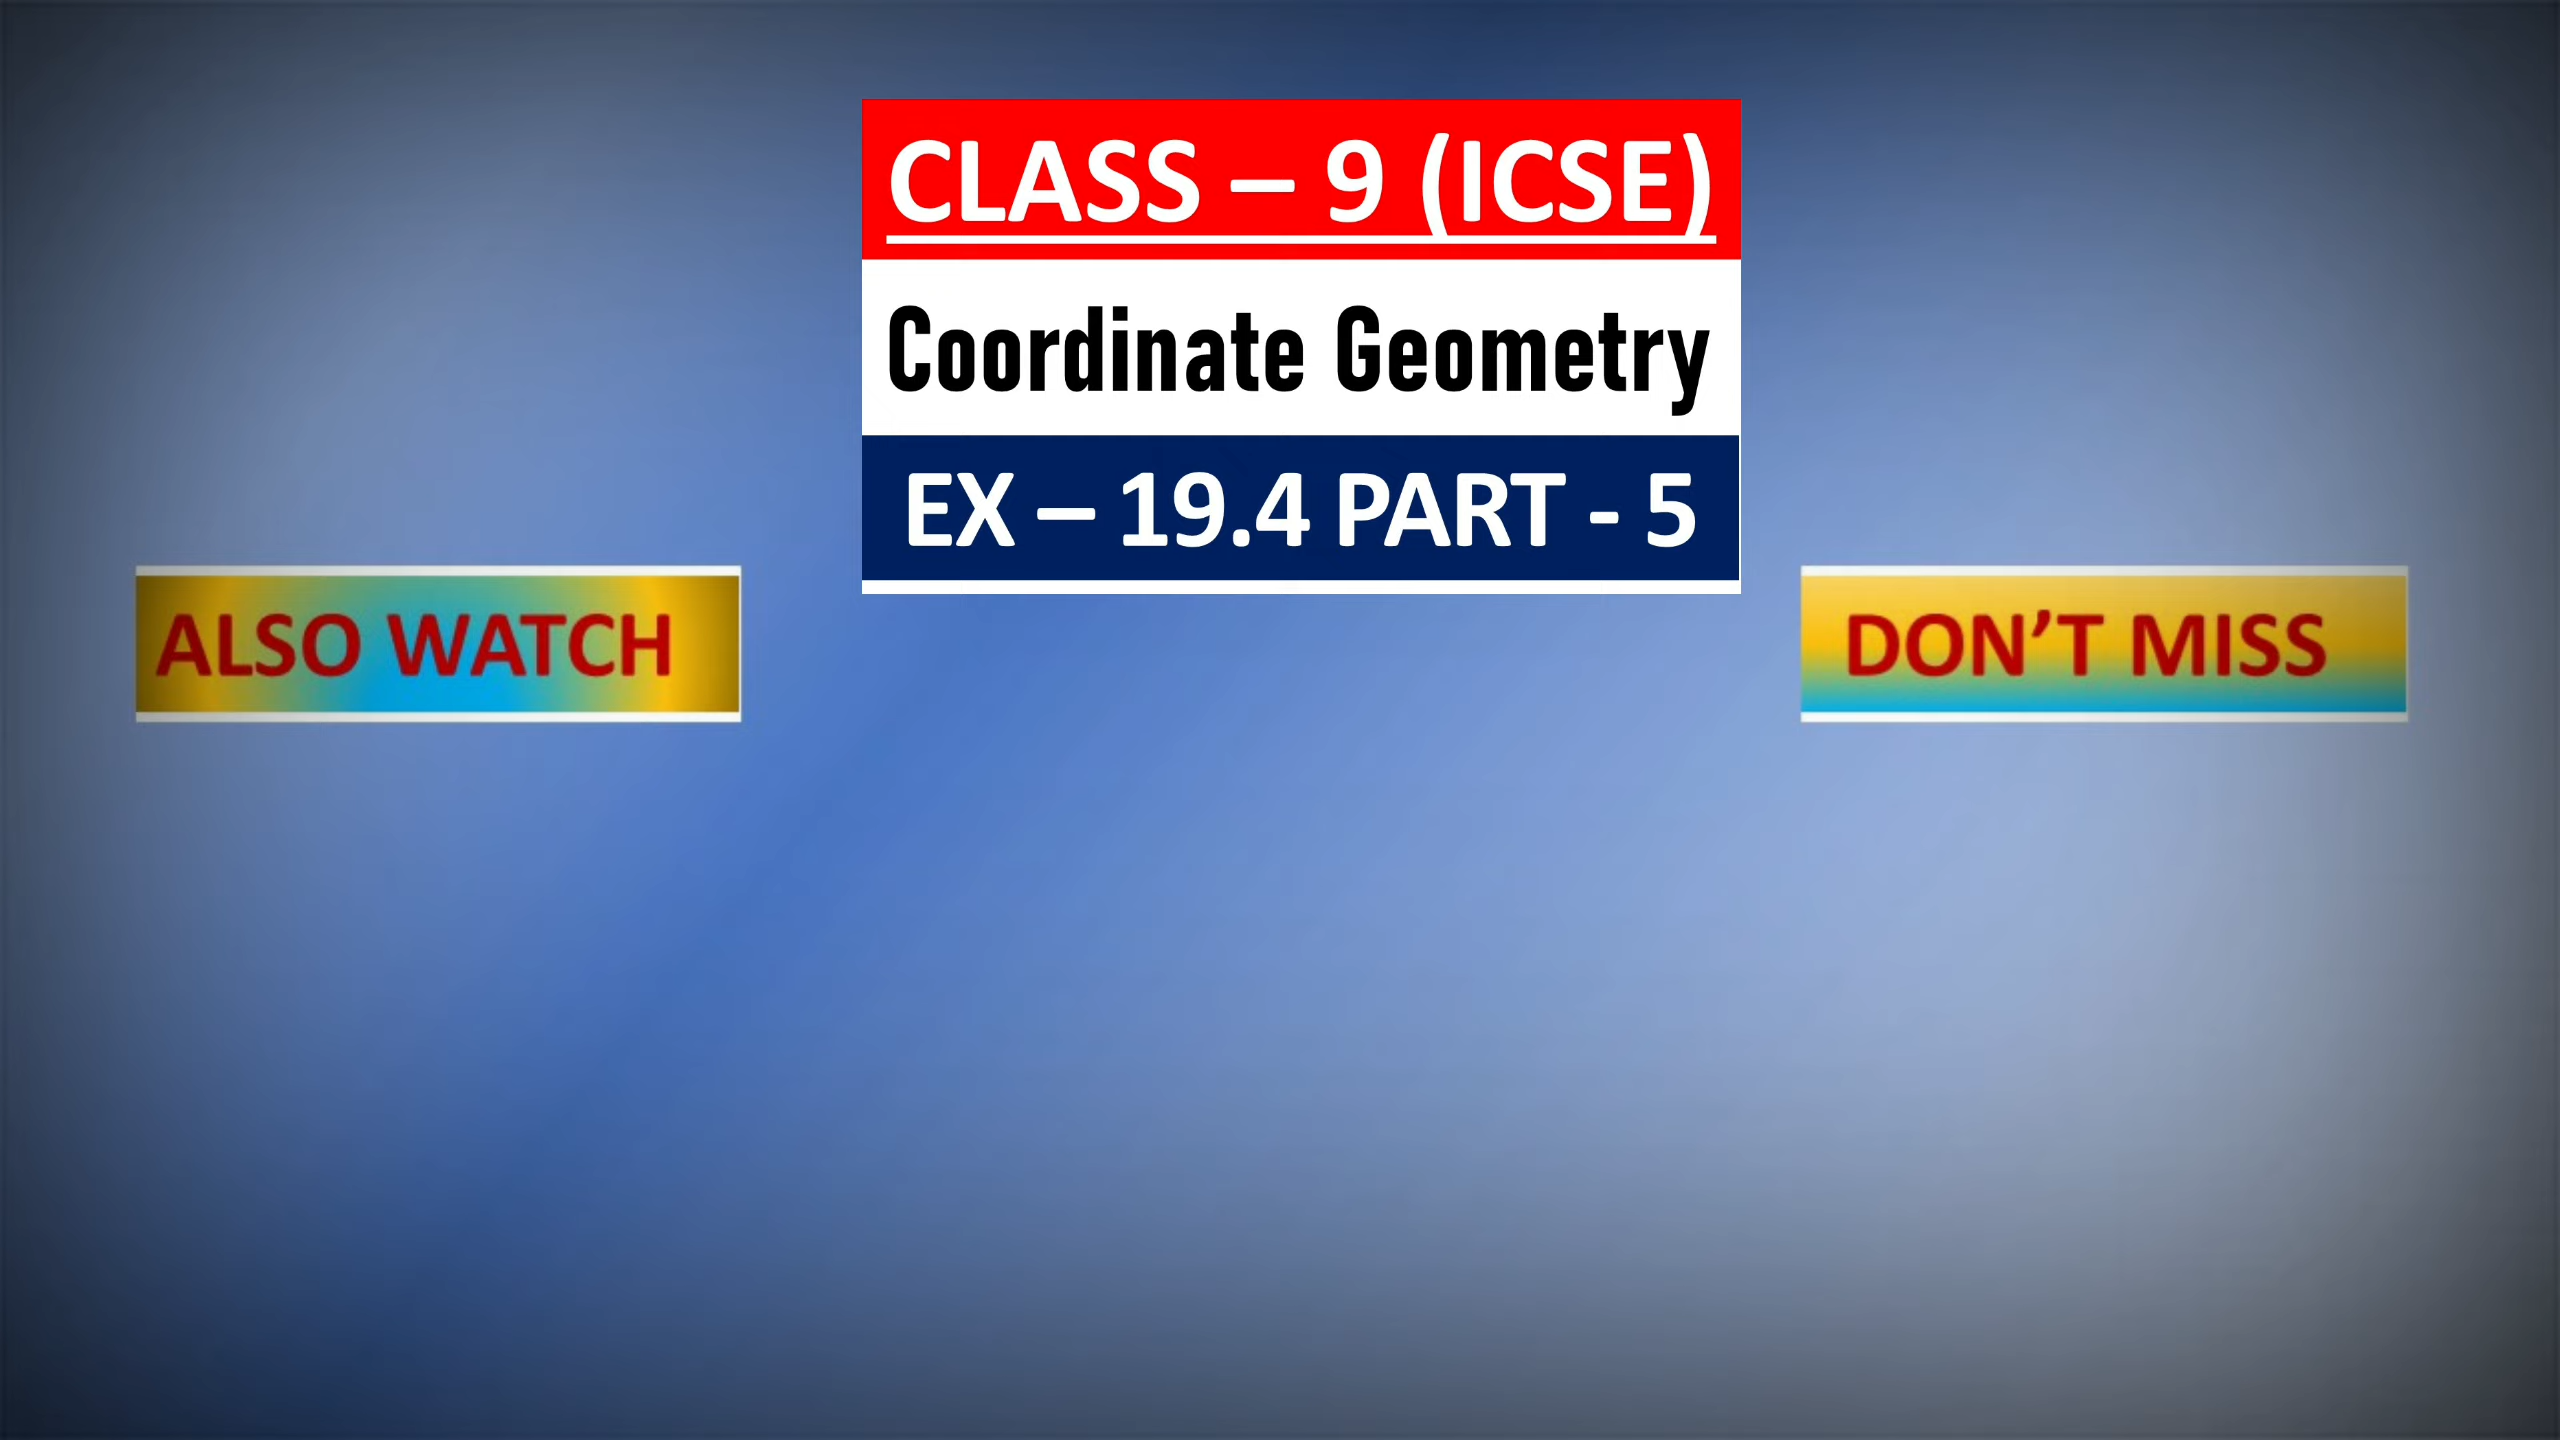 CLASS – 9 (ICSE)
Coordinate Geometry
EX – 19.4 PART - 5
ALSO WATCH
DON’T MISS